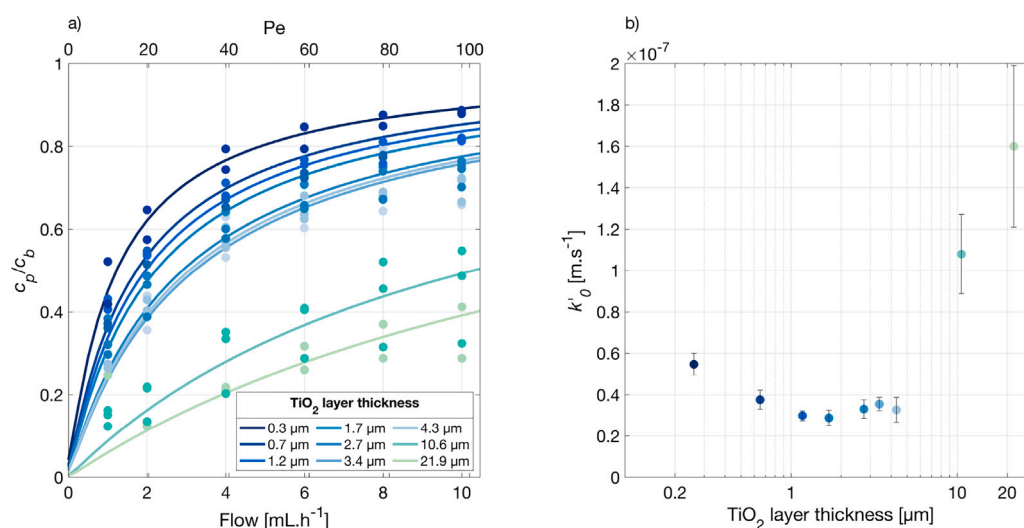 a)
Pe
0 20 40 60 80 100
1
0.8
0.6
0.4
0.2
0
c_p/c_b
TiO₂ layer thickness
0.3 µm 1.7 µm 4.3 µm
0.7 µm 2.7 µm 10.6 µm
1.2 µm 3.4 µm 21.9 µm
0 2 4 6 8 10
Flow [mL.h⁻¹]
b)
×10⁻⁷
2
1.8
1.6
1.4
1.2
1
0.8
0.6
0.4
0.2
0
k'₀ [m.s⁻¹]
0.2 1 2 10 20
TiO₂ layer thickness [µm]